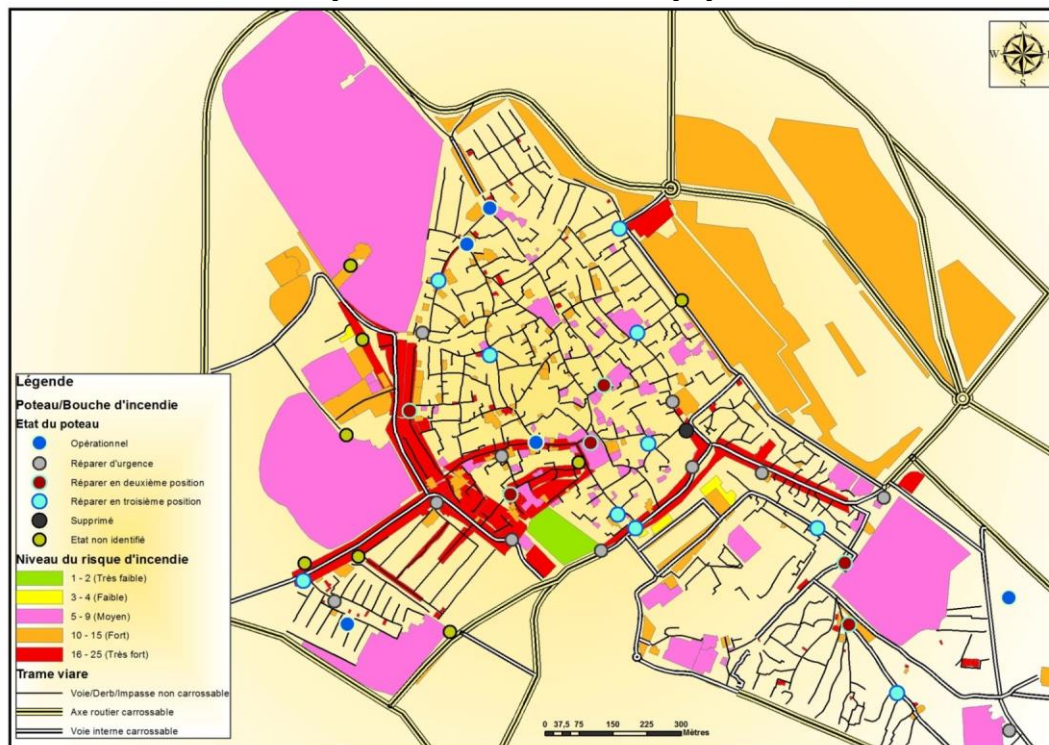 N
W
S
Légende
Poteau/Bouche d'incendie
Etat du poteau
Opérationnel
Réparer d'urgence
Réparer en deuxième position
Réparer en troisième position
Supprimé
Etat non identifié
Niveau du risque d'incendie
1 - 2 (Très faible)
3 - 4 (Faible)
5 - 9 (Moyen)
10 - 15 (Fort)
16 - 25 (Très fort)
Trame viare
Voie/Derb/Impasse non carrossable
Axe routier carrossable
Voie interne carrossable
0 37,5 75 150 225 300
Mètres